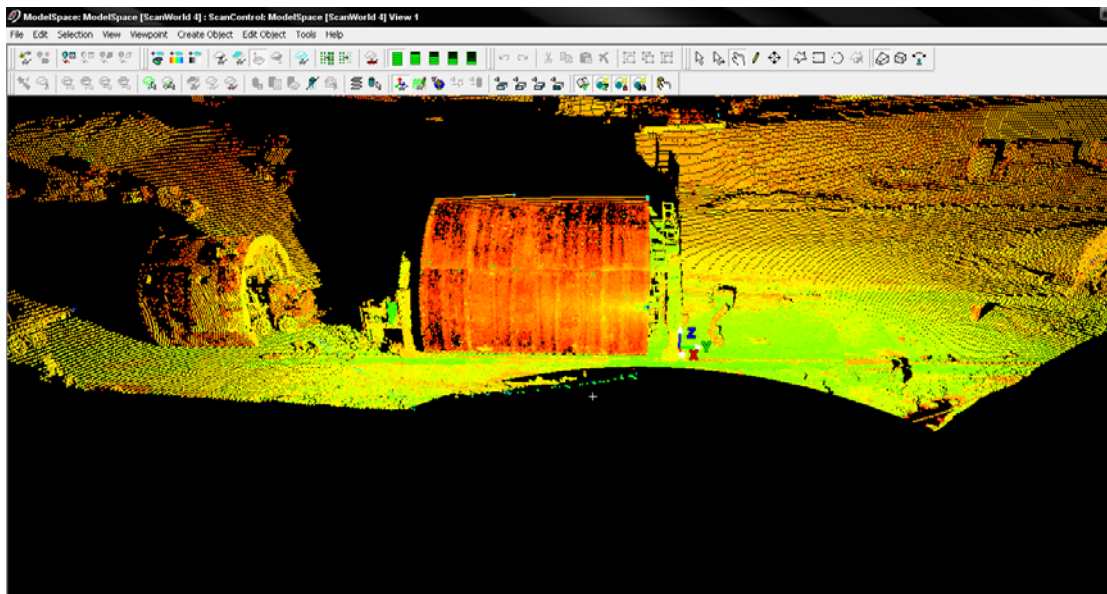 ModelSpace: ModelSpace [ScanWorld 4] : ScanControl: ModelSpace [ScanWorld 4] View 1
File Edit Selection View Viewpoint Create Object Edit Object Tools Help
Z
Y
X